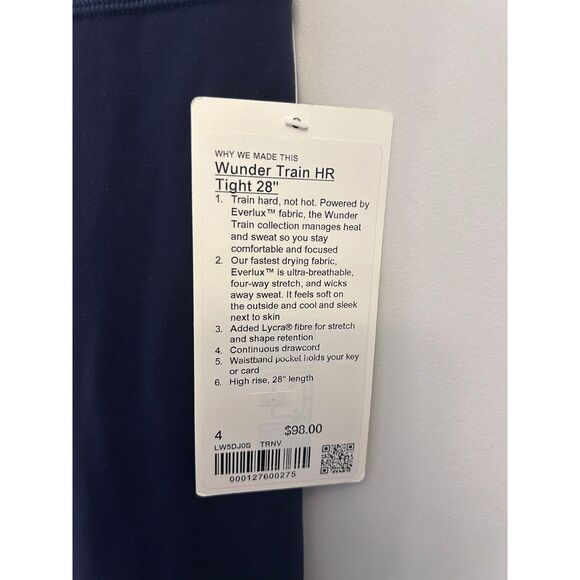 WHY WE MADE THIS
Wunder Train HR
Tight 28"
1. Train hard, not hot. Powered by
Everlux™ fabric, the Wunder
Train collection manages heat
and sweat so you stay
comfortable and focused
2. Our fastest drying fabric,
Everlux™ is ultra-breathable,
four-way stretch, and wicks
away sweat. It feels soft on
the outside and cool and sleek
next to skin
3. Added Lycra® fibre for stretch
and shape retention
4. Continuous drawcord
5. Waistband pocket holds your key
or card
6. High rise, 28" length
4 $98.00
LW5DJ0S TRNV
000127600275